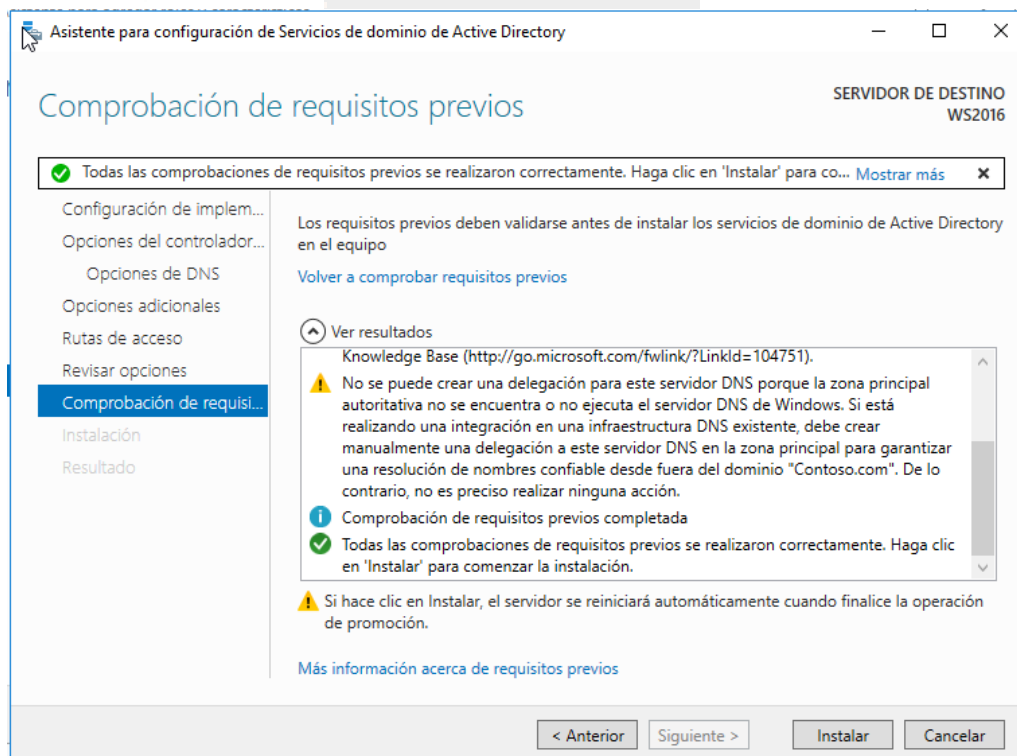 Asistente para configuración de Servicios de dominio de Active Directory
Comprobación de requisitos previos
SERVIDOR DE DESTINO
WS2016
Todas las comprobaciones de requisitos previos se realizaron correctamente. Haga clic en 'Instalar' para co... Mostrar más
Configuración de implem...
Opciones del controlador...
Opciones de DNS
Opciones adicionales
Rutas de acceso
Revisar opciones
Comprobación de requisi...
Instalación
Resultado
Los requisitos previos deben validarse antes de instalar los servicios de dominio de Active Directory
en el equipo
Volver a comprobar requisitos previos
Ver resultados
Knowledge Base (http://go.microsoft.com/fwlink/?LinkId=104751).
No se puede crear una delegación para este servidor DNS porque la zona principal
autoritativa no se encuentra o no ejecuta el servidor DNS de Windows. Si está
realizando una integración en una infraestructura DNS existente, debe crear
manualmente una delegación a este servidor DNS en la zona principal para garantizar
una resolución de nombres confiable desde fuera del dominio "Contoso.com". De lo
contrario, no es preciso realizar ninguna acción.
Comprobación de requisitos previos completada
Todas las comprobaciones de requisitos previos se realizaron correctamente. Haga clic
en 'Instalar' para comenzar la instalación.
Si hace clic en Instalar, el servidor se reiniciará automáticamente cuando finalice la operación
de promoción.
Más información acerca de requisitos previos
< Anterior
Siguiente >
Instalar
Cancelar